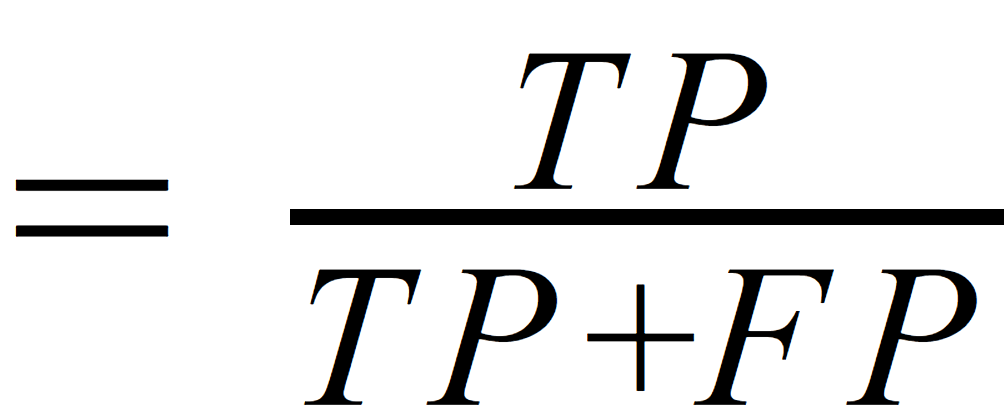 = TP
TP+FP